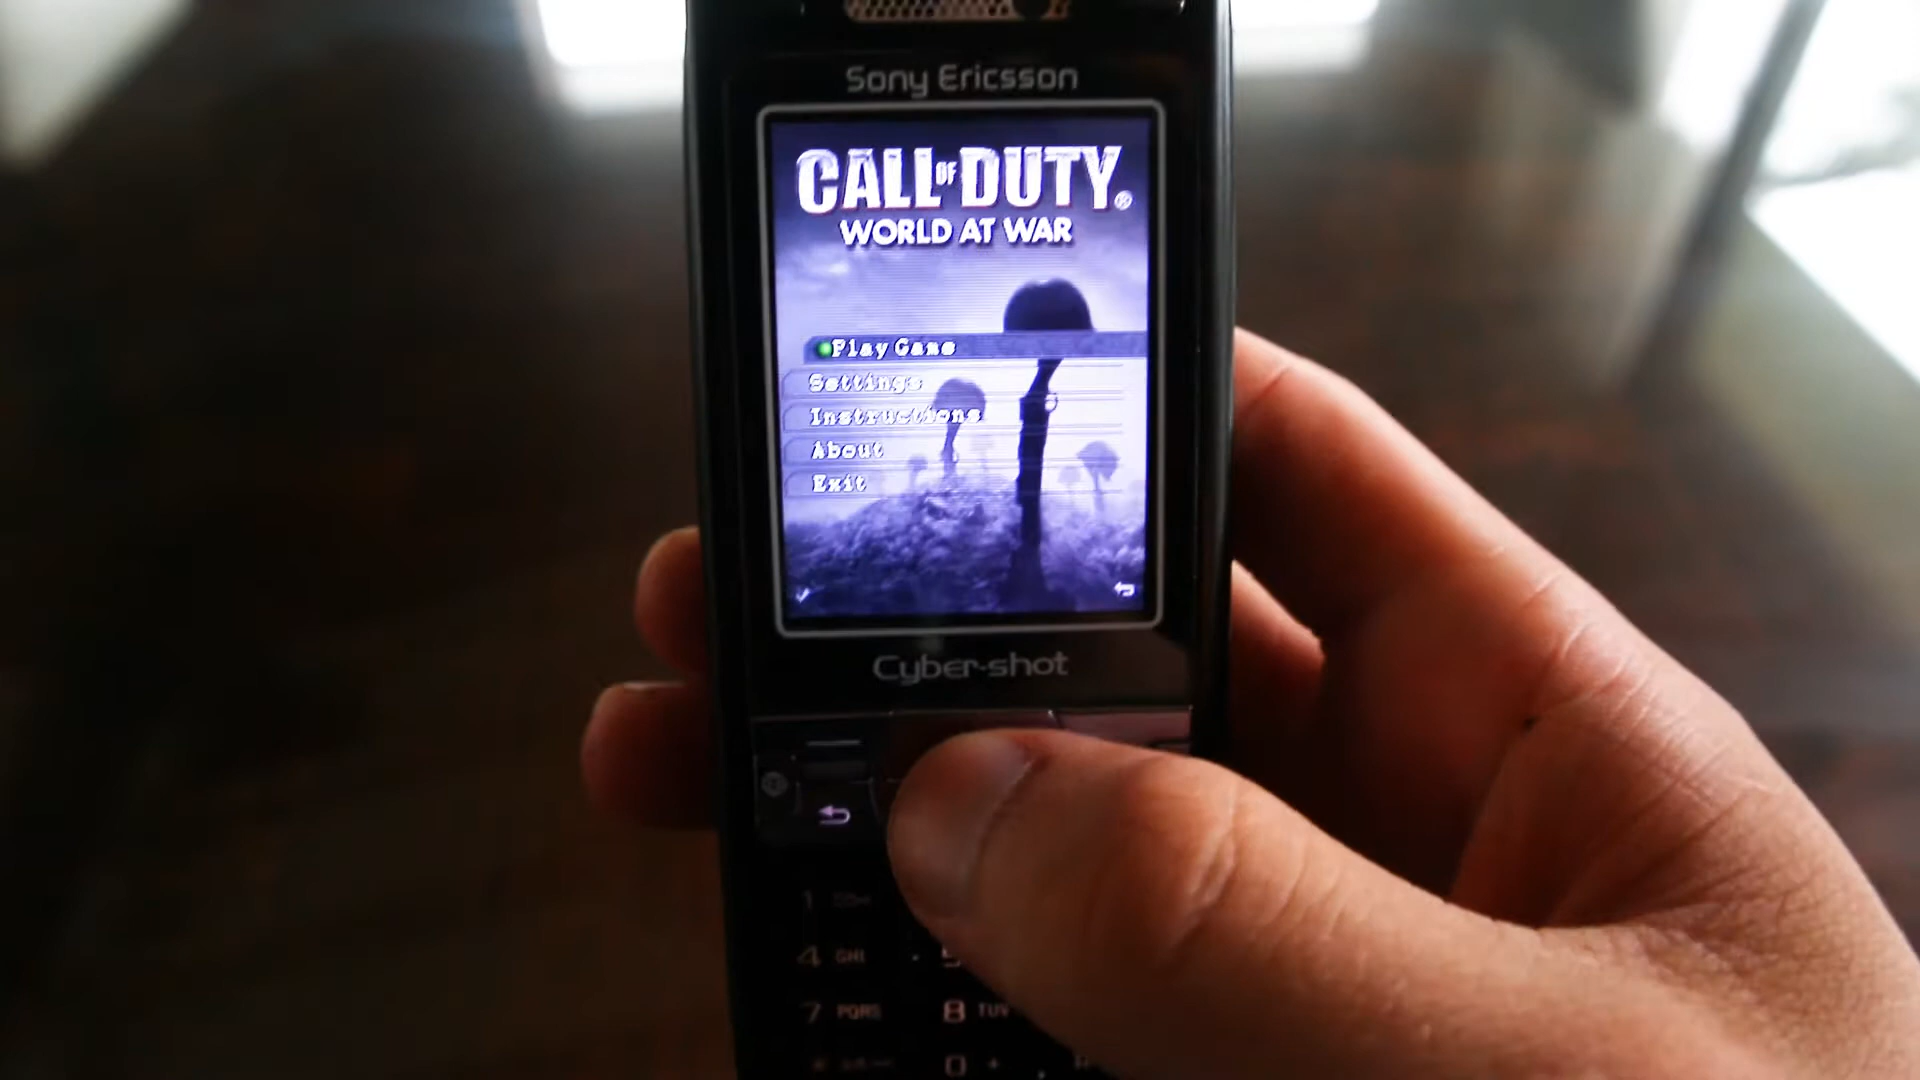 Sony Ericsson
CALL OF DUTY®
WORLD AT WAR
Play Game
Settings
Instructions
About
Exit
Cyber-shot
1
4 GHI 5
7 PQRS 8 TUV
* 0 + #